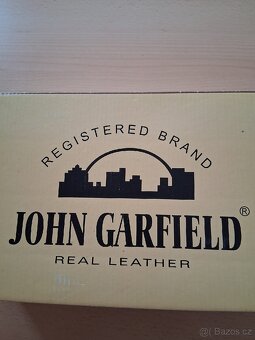 REGISTERED BRAND
JOHN GARFIELD®
REAL LEATHER
© Bazos.cz